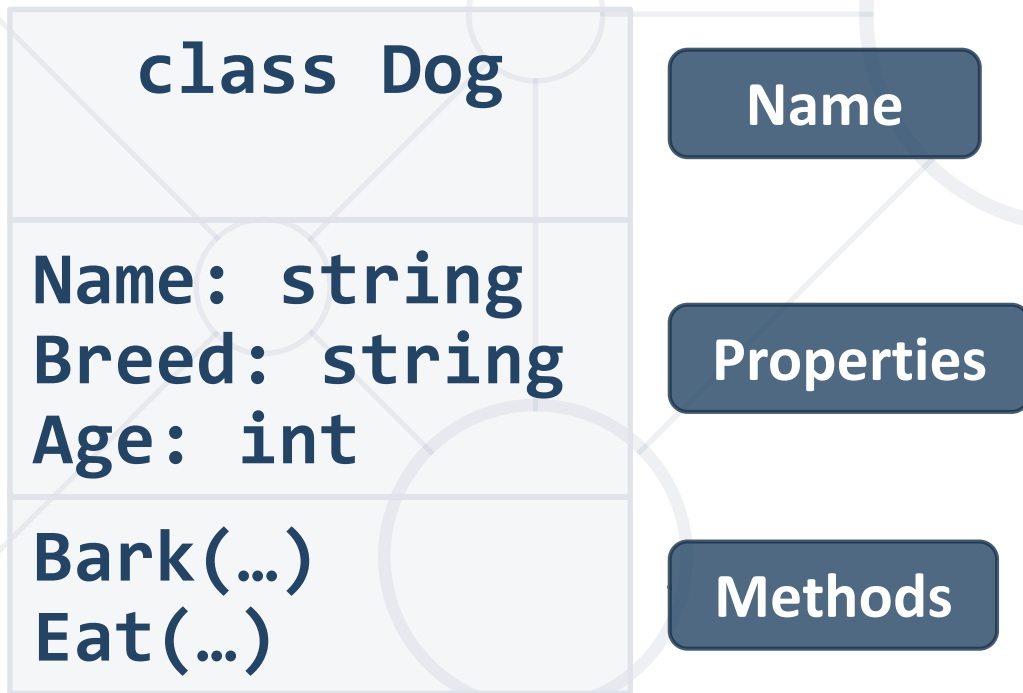 class Dog
Name
Name: string
Breed: string
Age: int
Properties
Bark(…)
Eat(…)
Methods